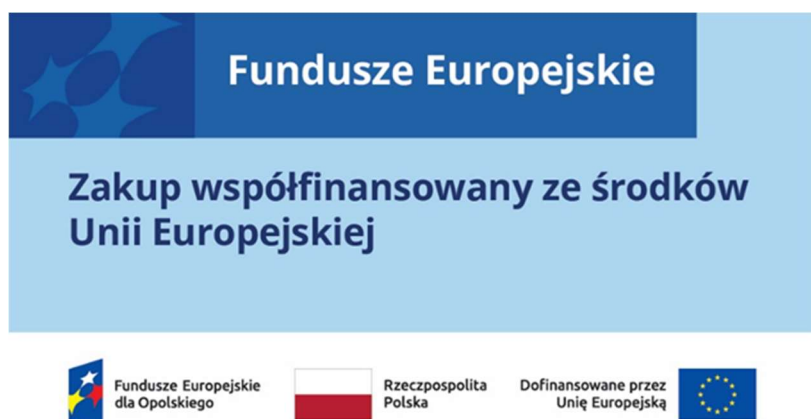 Fundusze Europejskie
Zakup współfinansowany ze środków
Unii Europejskiej
Fundusze Europejskie
dla Opolskiego
Rzeczpospolita
Polska
Dofinansowane przez
Unię Europejską